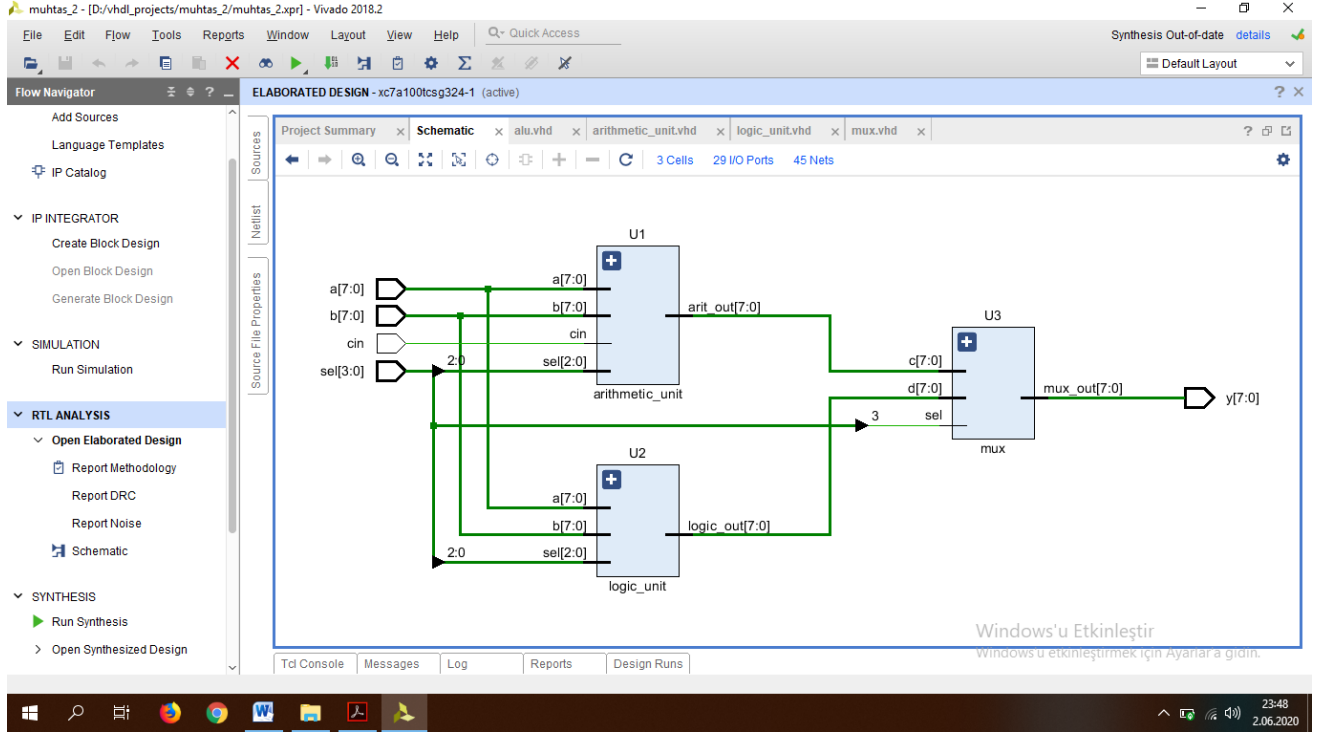 muhtas_2 - [D:/vhdl_projects/muhtas_2/muhtas_2.xpr] - Vivado 2018.2
File Edit Flow Tools Reports Window Layout View Help Quick Access
Synthesis Out-of-date details
Default Layout
Flow Navigator
ELABORATED DESIGN - xc7a100tcsg324-1 (active)
Add Sources
Language Templates
IP Catalog
IP INTEGRATOR
Create Block Design
Open Block Design
Generate Block Design
SIMULATION
Run Simulation
RTL ANALYSIS
Open Elaborated Design
Report Methodology
Report DRC
Report Noise
Schematic
SYNTHESIS
Run Synthesis
Open Synthesized Design
Sources
Netlist
Source File Properties
Project Summary Schematic alu.vhd arithmetic_unit.vhd logic_unit.vhd mux.vhd
3 Cells 29 I/O Ports 45 Nets
U1
a[7:0]
b[7:0]
cin
sel[3:0]
2:0
a[7:0]
b[7:0]
cin
sel[2:0]
arit_out[7:0]
arithmetic_unit
U2
a[7:0]
b[7:0]
2:0
sel[2:0]
logic_out[7:0]
logic_unit
U3
c[7:0]
d[7:0]
3
sel
mux_out[7:0]
mux
y[7:0]
Windows'u Etkinleştir
Windows'u etkinleştirmek için Ayarlar'a gidin.
Tcl Console Messages Log Reports Design Runs
23:48
2.06.2020